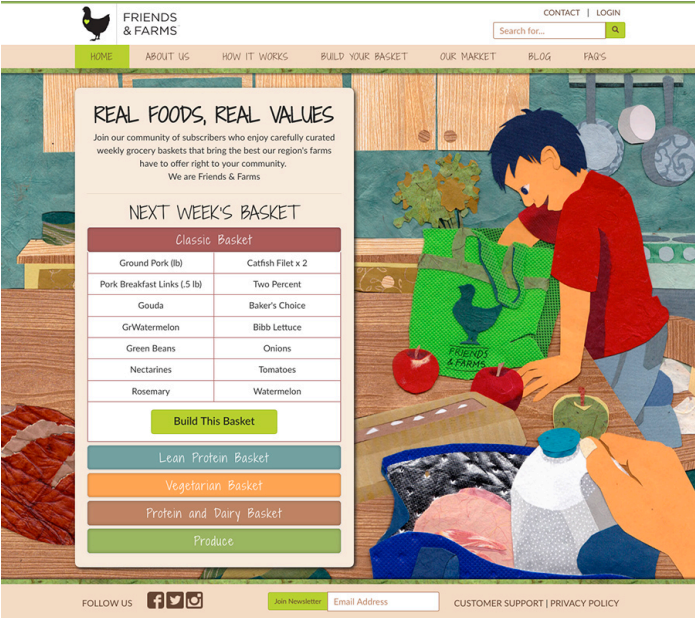 FRIENDS
& FARMS
CONTACT | LOGIN
Search for...
HOME ABOUT US HOW IT WORKS BUILD YOUR BASKET OUR MARKET BLOG FAQ'S
REAL FOODS, REAL VALUES
Join our community of subscribers who enjoy carefully curated
weekly grocery baskets that bring the best our region's farms
have to offer right to your community.
We are Friends & Farms
NEXT WEEK'S BASKET
Classic Basket
Ground Pork (lb) Catfish Filet x 2
Pork Breakfast Links (.5 lb) Two Percent
Gouda Baker's Choice
GrWatermelon Bibb Lettuce
Green Beans Onions
Nectarines Tomatoes
Rosemary Watermelon
Build This Basket
Lean Protein Basket
Vegetarian Basket
Protein and Dairy Basket
Produce
FRIENDS
& FARMS
FOLLOW US
Join Newsletter Email Address
CUSTOMER SUPPORT | PRIVACY POLICY